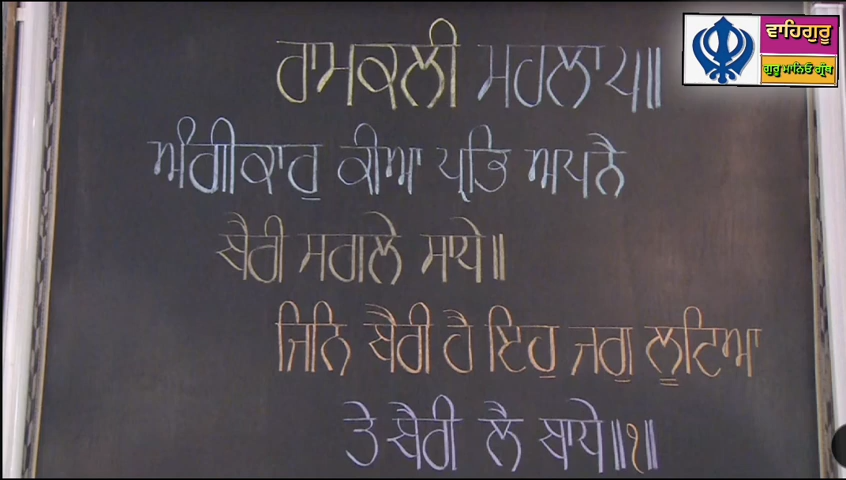 ਵਾਹਿਗੁਰੂ
ਗੁਰੂ ਮਾਨਿਓ ਗ੍ਰੰਥ
ਰਾਮਕਲੀ ਮਹਲਾ ੫॥
ਅੰਗੀਕਾਰੁ ਕੀਆ ਪ੍ਰਭਿ ਅਪਨੈ
ਬੈਰੀ ਸਗਲੇ ਸਾਧੇ॥
ਜਿਨਿ ਬੈਰੀ ਹੈ ਇਹੁ ਜਗੁ ਲੂਟਿਆ
ਤੇ ਬੈਰੀ ਲੈ ਬਾਧੇ॥੧॥